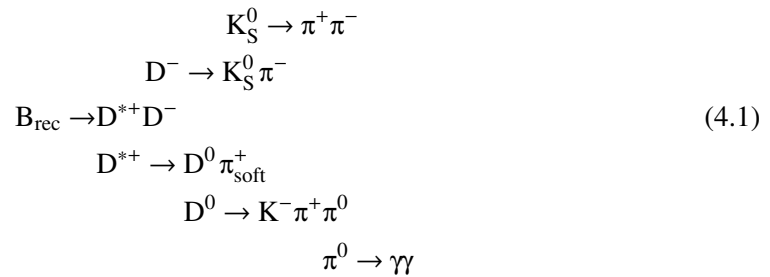 K⁰_S → π⁺π⁻
D⁻ → K⁰_S π⁻
B_rec → D*⁺D⁻ (4.1)
D*⁺ → D⁰ π⁺_soft
D⁰ → K⁻π⁺π⁰
π⁰ → γγ